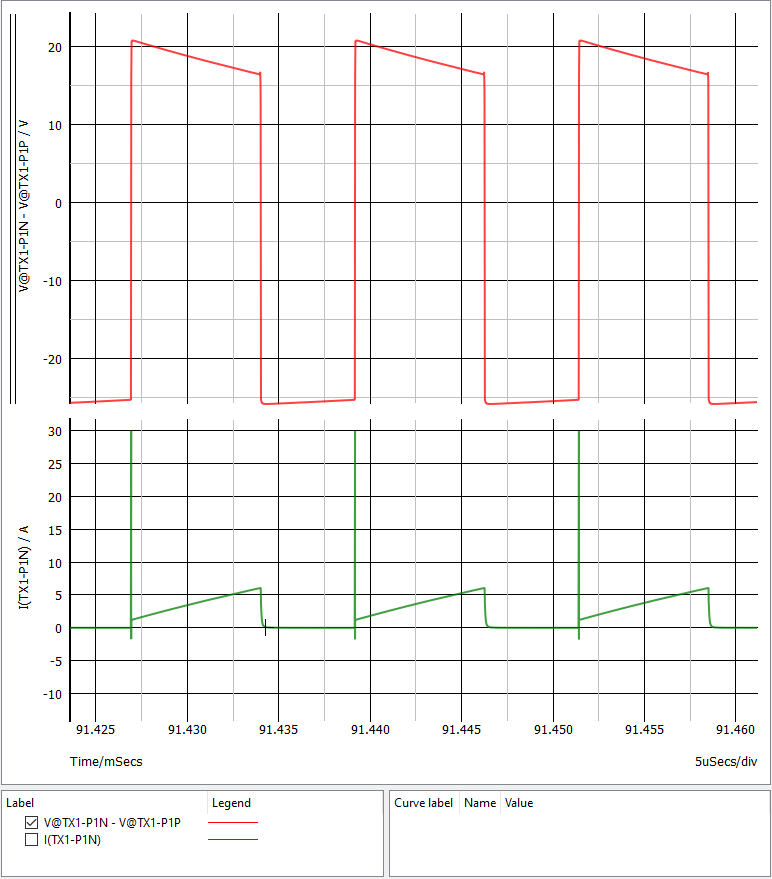 V@TX1-P1N - V@TX1-P1P / V
20
10
0
-10
-20
I(TX1-P1N) / A
30
25
20
15
10
5
0
-5
-10
91.425 91.430 91.435 91.440 91.445 91.450 91.455 91.460
Time/mSecs 5uSecs/div
Label Legend
V@TX1-P1N - V@TX1-P1P
I(TX1-P1N)
Curve label Name Value